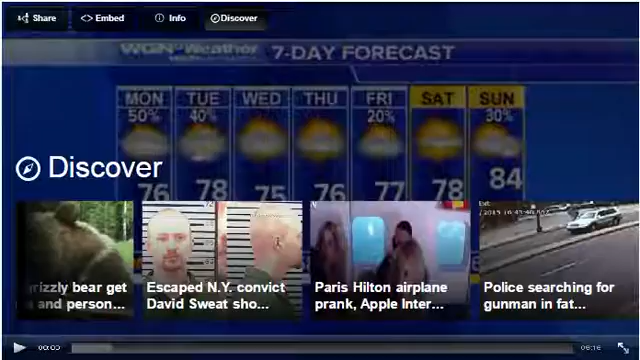 Share <> Embed Info Discover
WGN Weather 7-DAY FORECAST
MON TUE WED THU FRI SAT SUN
50% 40% 20% 30%
76 78 75 76 77 78 84
Discover
grizzly bear get
and person...
Escaped N.Y. convict
David Sweat sho...
Paris Hilton airplane
prank, Apple Inter...
Police searching for
gunman in fat...
00:00 06:16